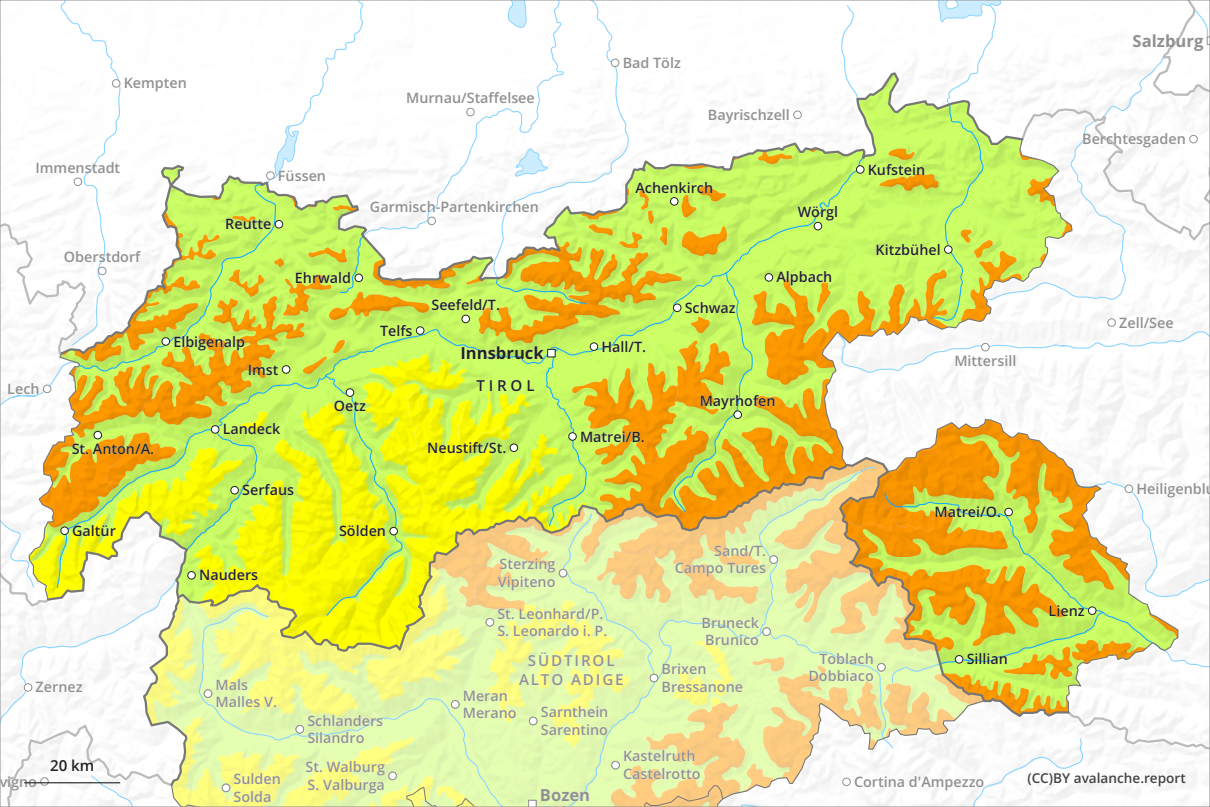 Salzburg
Bad Tölz
Kempten
Murnau/Staffelsee
Bayrischzell
Berchtesgaden
Immenstadt
Füssen
Kufstein
Achenkirch
Garmisch-Partenkirchen
Reutte
Wörgl
Kitzbühel
Oberstdorf
Ehrwald
Alpbach
Seefeld/T.
Schwaz
Telfs
Zell/See
Elbigenalp
Innsbruck
Hall/T.
Mittersill
Imst
TIROL
Lech
Oetz
Mayrhofen
Landeck
Matrei/B.
St. Anton/A.
Neustift/St.
Serfaus
Heiligenblu
Matrei/O.
Galtür
Sölden
Sand/T.
Campo Tures
Sterzing
Vipiteno
Nauders
Lienz
St. Leonhard/P.
S. Leonardo i. P.
Bruneck
Brunico
Sillian
SÜDTIROL
ALTO ADIGE
Toblach
Dobbiaco
Brixen
Bressanone
Zernez
Mals
Malles V.
Meran
Merano
Sarnthein
Sarentino
Schlanders
Silandro
Kastelruth
Castelrotto
20 km
St. Walburg
S. Valburga
Sulden
Solda
vigno
Cortina d'Ampezzo
(CC)BY avalanche.report
Bozen